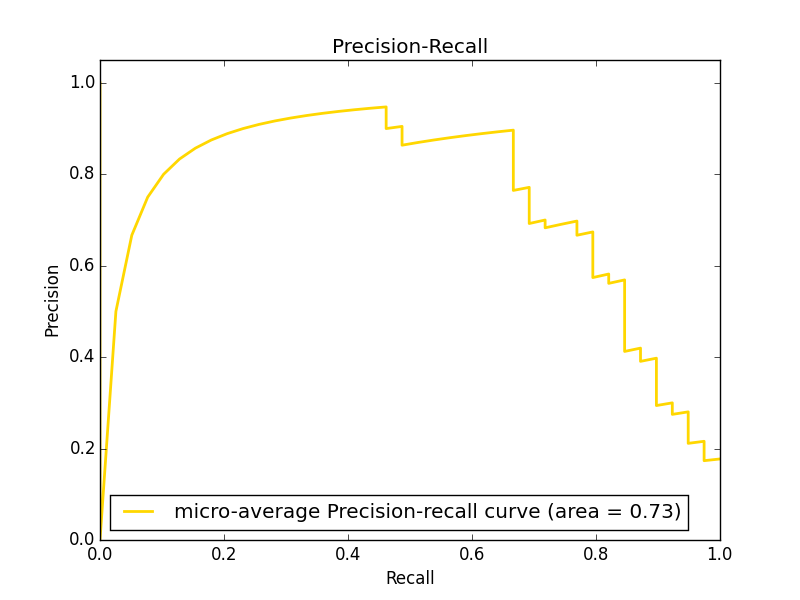 Precision-Recall
1.0
0.8
0.6
0.4
0.2
0.0
Precision
micro-average Precision-recall curve (area = 0.73)
0.0 0.2 0.4 0.6 0.8 1.0
Recall